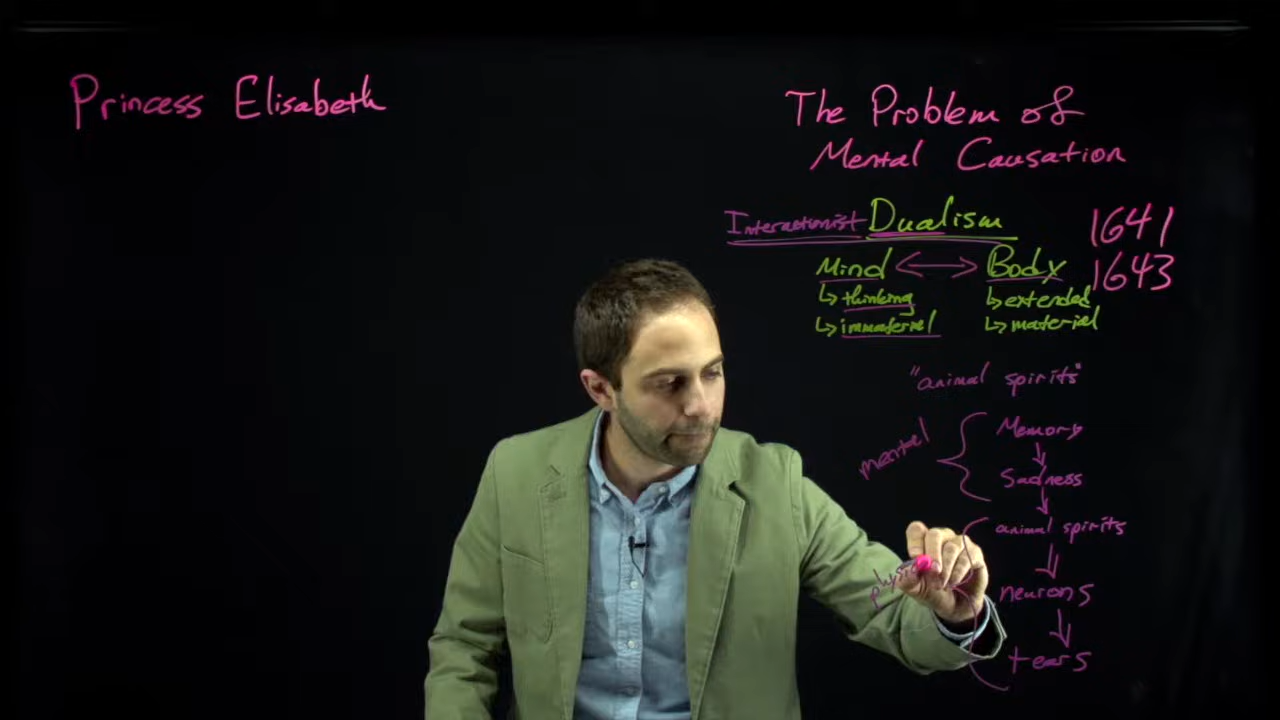 Princess Elisabeth
The Problem of
Mental Causation
Interactionist Dualism
1641
1643
Mind Body
thinking extended
immaterial material
"animal spirits"
mental
Memory
Sadness
animal spirits
neurons
tears